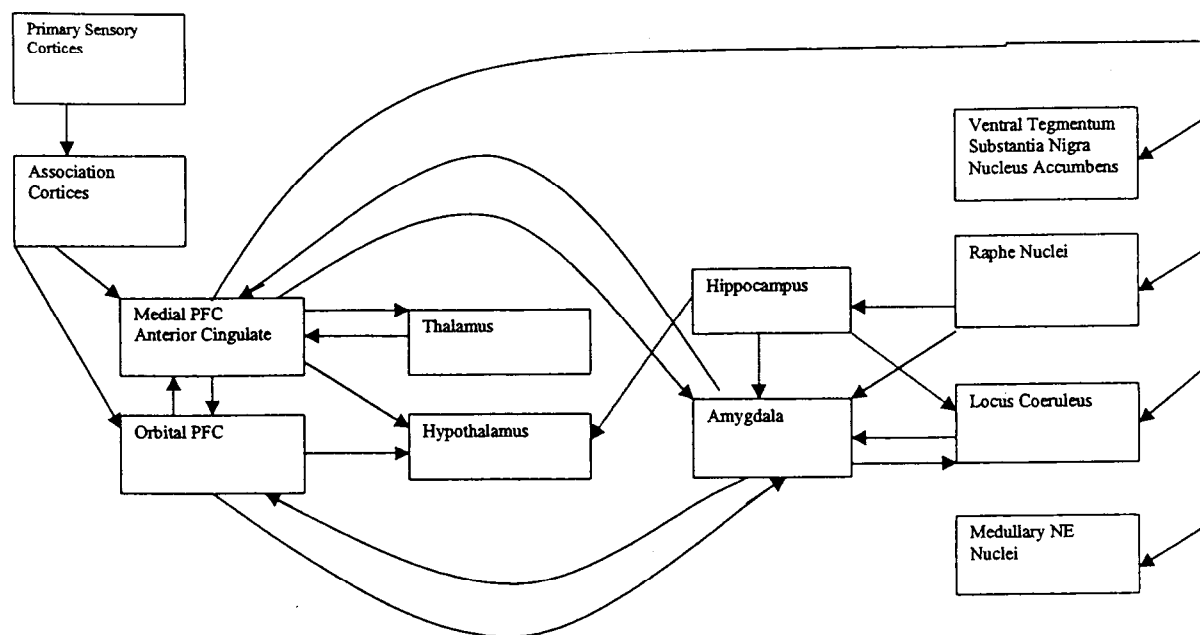 Primary Sensory
Cortices
Association
Cortices
Medial PFC
Anterior Cingulate
Orbital PFC
Thalamus
Hypothalamus
Hippocampus
Amygdala
Ventral Tegmentum
Substantia Nigra
Nucleus Accumbens
Raphe Nuclei
Locus Coeruleus
Medullary NE
Nuclei